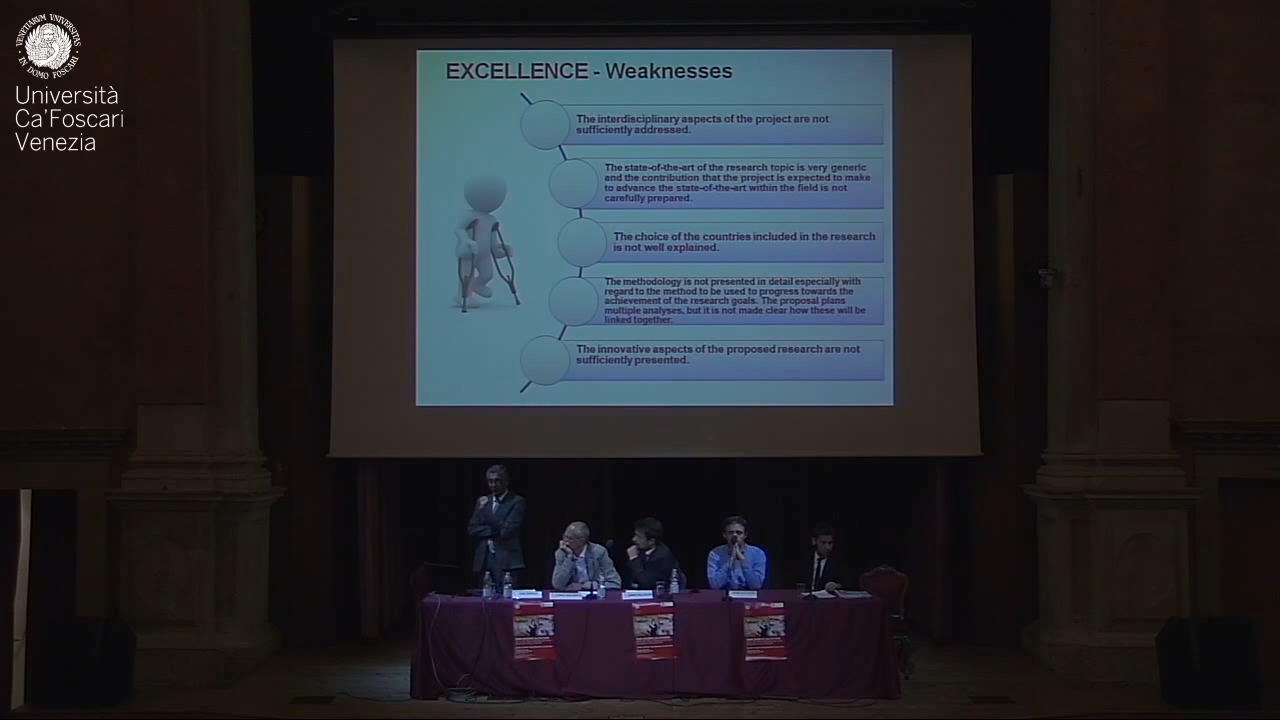 VENETIARVM VNIVERSITAS
IN DOMO FOSCARI
Università
Ca'Foscari
Venezia
EXCELLENCE - Weaknesses
The interdisciplinary aspects of the project are not
sufficiently addressed.
The state-of-the-art of the research topic is very generic
and the contribution that the project is expected to make
to advance the state-of-the-art within the field is not
carefully prepared.
The choice of the countries included in the research
is not well explained.
The methodology is not presented in detail especially with
regard to the method to be used to progress towards the
achievement of the research goals. The proposal plans
multiple analyses, but it is not made clear how these will be
linked together.
The innovative aspects of the proposed research are not
sufficiently presented.